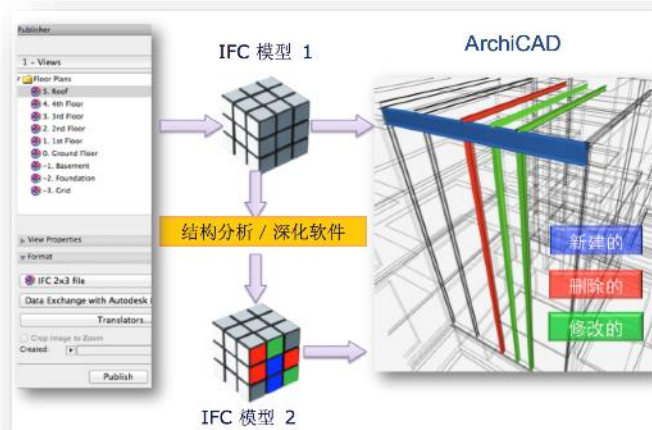 Publisher
1 - Views
Floor Plans
5. Roof
4. 4th Floor
3. 3rd Floor
2. 2nd Floor
1. 1st Floor
0. Ground Floor
-1. Basement
-2. Foundation
-3. Grid
View Properties
Format
IFC 2x3 file
Data Exchange with Autodesk
Translators...
Crop Image to Zoom
Created:
Publish
IFC 模型 1
结构分析 / 深化软件
IFC 模型 2
ArchiCAD
新建的
删除的
修改的